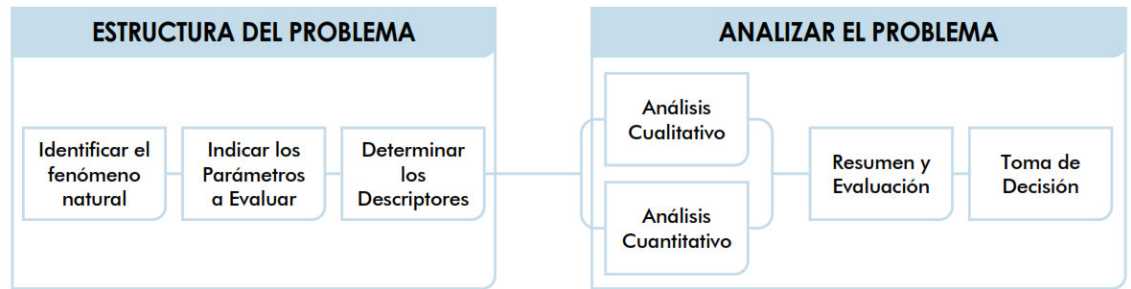 ESTRUCTURA DEL PROBLEMA
Identificar el
fenómeno
natural
Indicar los
Parámetros
a Evaluar
Determinar
los
Descriptores
ANALIZAR EL PROBLEMA
Análisis
Cualitativo
Análisis
Cuantitativo
Resumen y
Evaluación
Toma de
Decisión